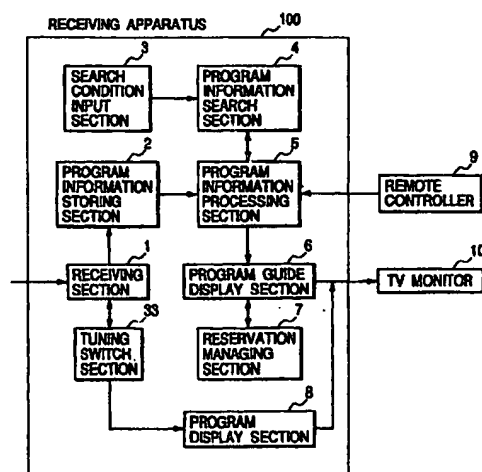 RECEIVING APPARATUS
100
3
SEARCH
CONDITION
INPUT
SECTION
4
PROGRAM
INFORMATION
SEARCH
SECTION
2
PROGRAM
INFORMATION
STORING
SECTION
5
PROGRAM
INFORMATION
PROCESSING
SECTION
9
REMOTE
CONTROLLER
1
RECEIVING
SECTION
6
PROGRAM GUIDE
DISPLAY SECTION
10
TV MONITOR
33
TUNING
SWITCH
SECTION
7
RESERVATION
MANAGING
SECTION
8
PROGRAM
DISPLAY SECTION